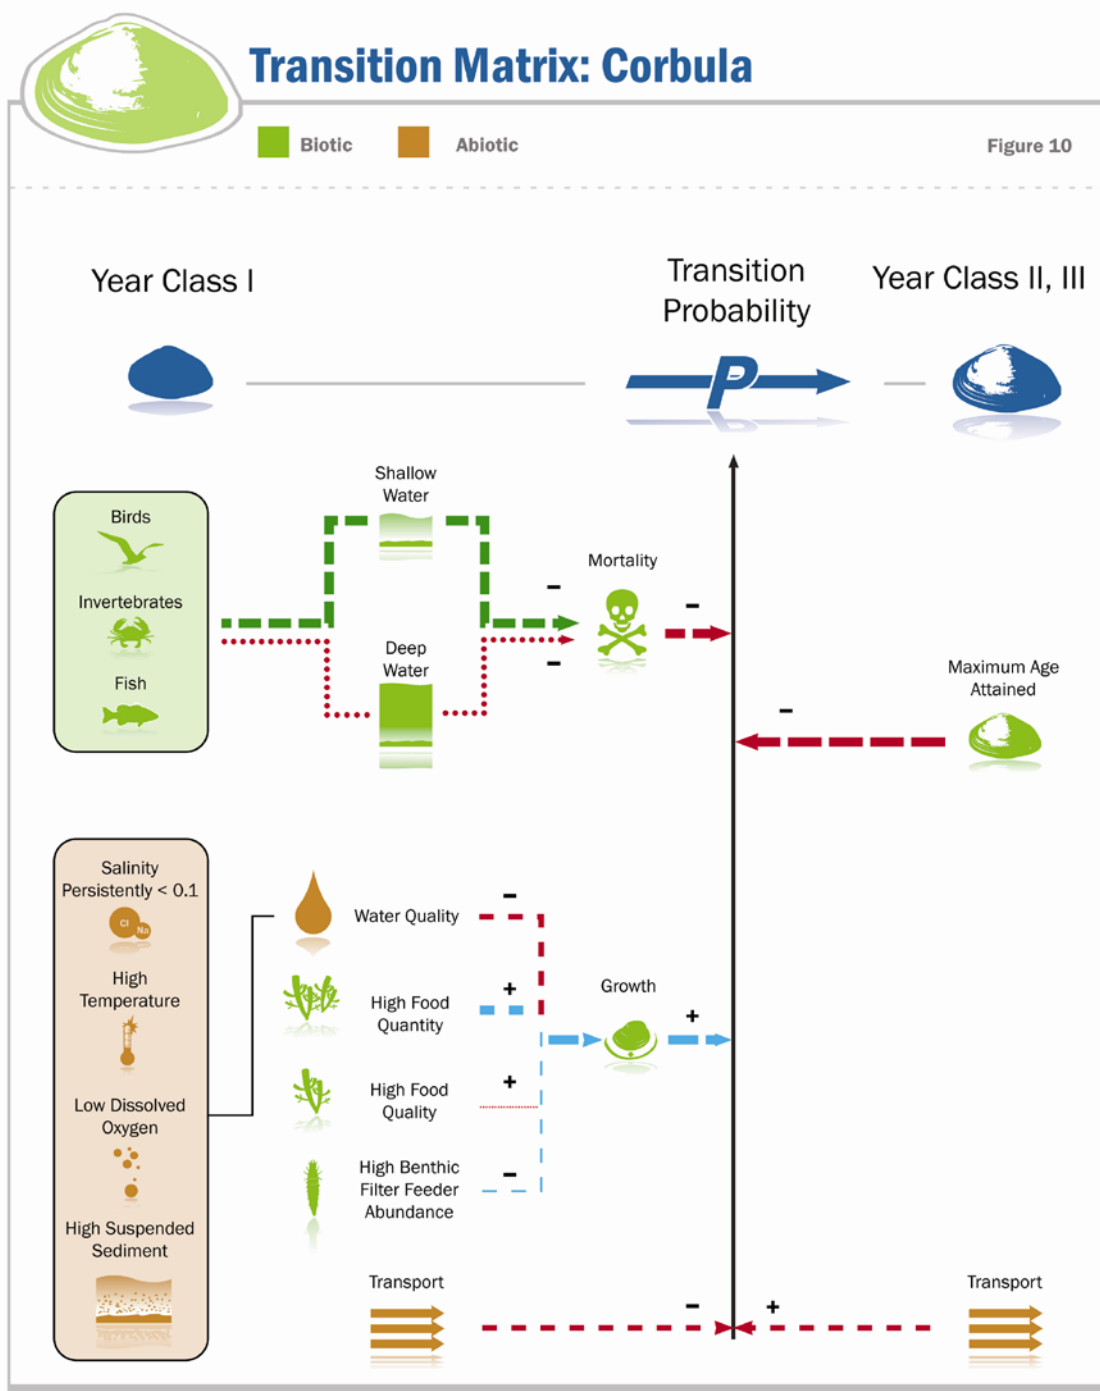 Transition Matrix: Corbula
Biotic
Abiotic
Figure 10
Year Class I
Transition
Probability
Year Class II, III
P
Birds
Invertebrates
Fish
Shallow
Water
Deep
Water
–
–
Mortality
–
Maximum Age
Attained
–
Salinity
Persistently < 0.1
Cl
Na
High
Temperature
Low Dissolved
Oxygen
High Suspended
Sediment
Water Quality
–
High Food
Quantity
+
High Food
Quality
+
High Benthic
Filter Feeder
Abundance
–
Growth
+
Transport
–
+
Transport